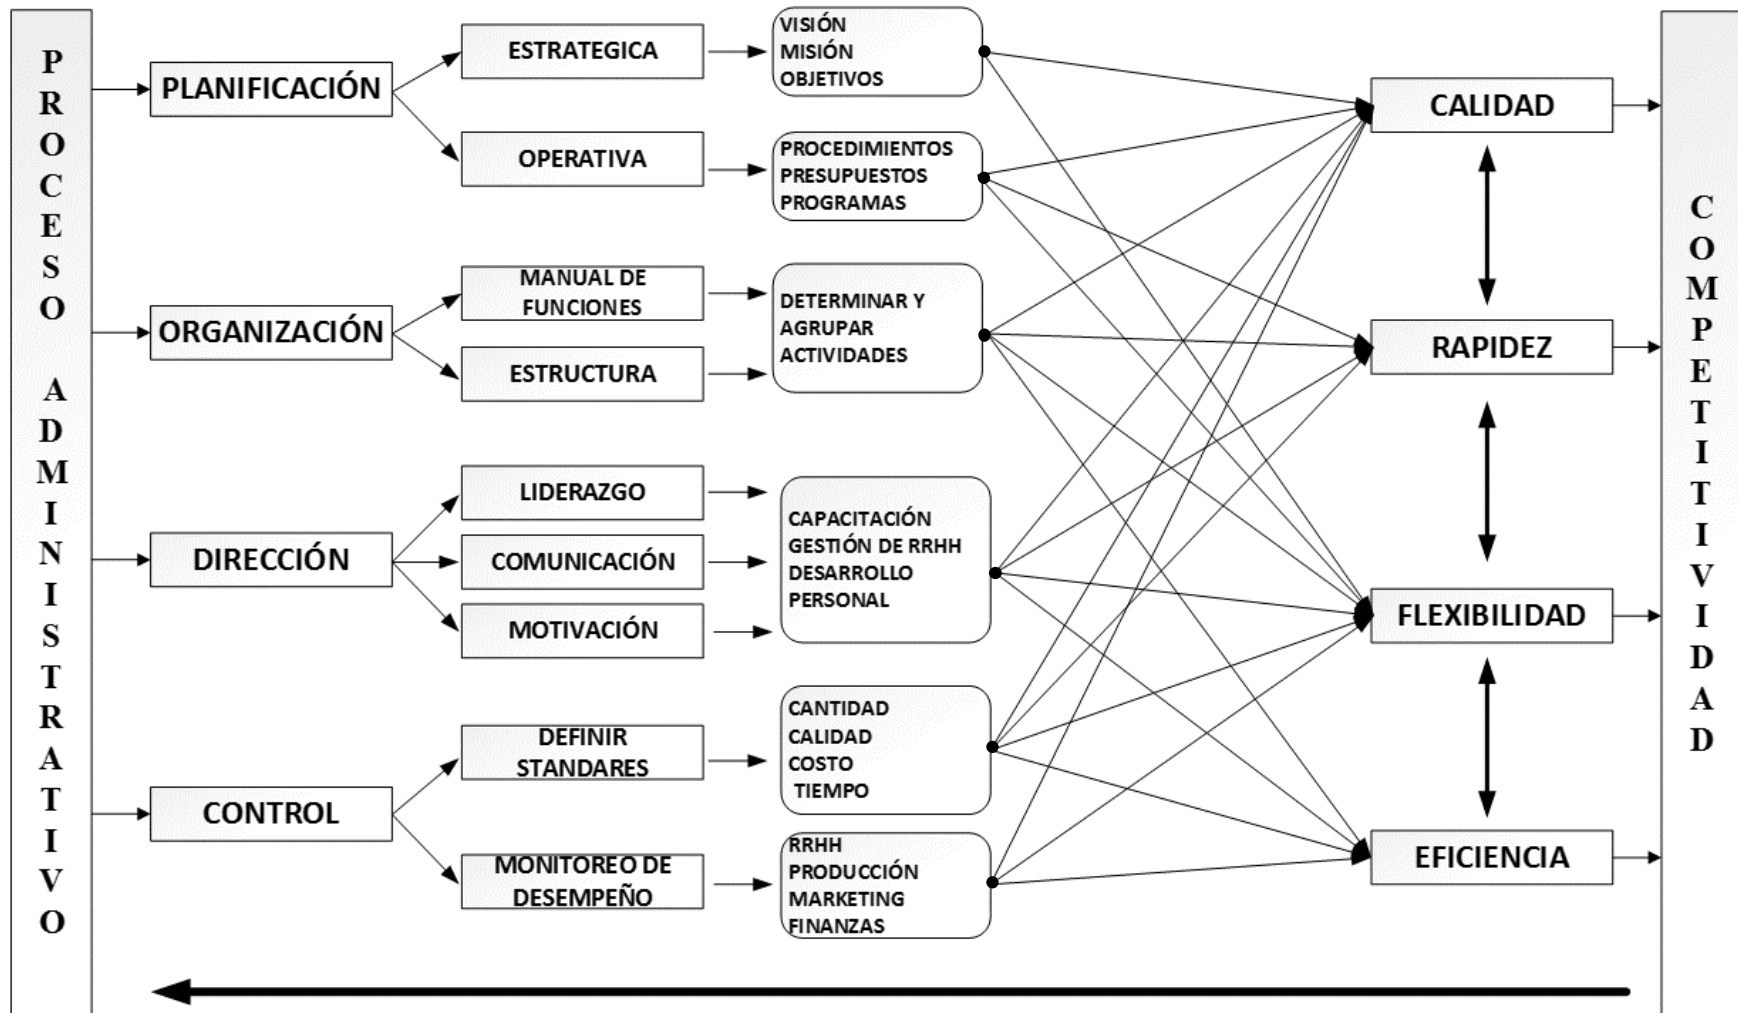 PROCESO ADMINISTRATIVO
PLANIFICACIÓN
ESTRATEGICA
VISIÓN
MISIÓN
OBJETIVOS
OPERATIVA
PROCEDIMIENTOS
PRESUPUESTOS
PROGRAMAS
ORGANIZACIÓN
MANUAL DE
FUNCIONES
ESTRUCTURA
DETERMINAR Y
AGRUPAR
ACTIVIDADES
DIRECCIÓN
LIDERAZGO
COMUNICACIÓN
MOTIVACIÓN
CAPACITACIÓN
GESTIÓN DE RRHH
DESARROLLO
PERSONAL
CONTROL
DEFINIR
STANDARES
CANTIDAD
CALIDAD
COSTO
TIEMPO
MONITOREO DE
DESEMPEÑO
RRHH
PRODUCCIÓN
MARKETING
FINANZAS
CALIDAD
RAPIDEZ
FLEXIBILIDAD
EFICIENCIA
COMPETITIVIDAD